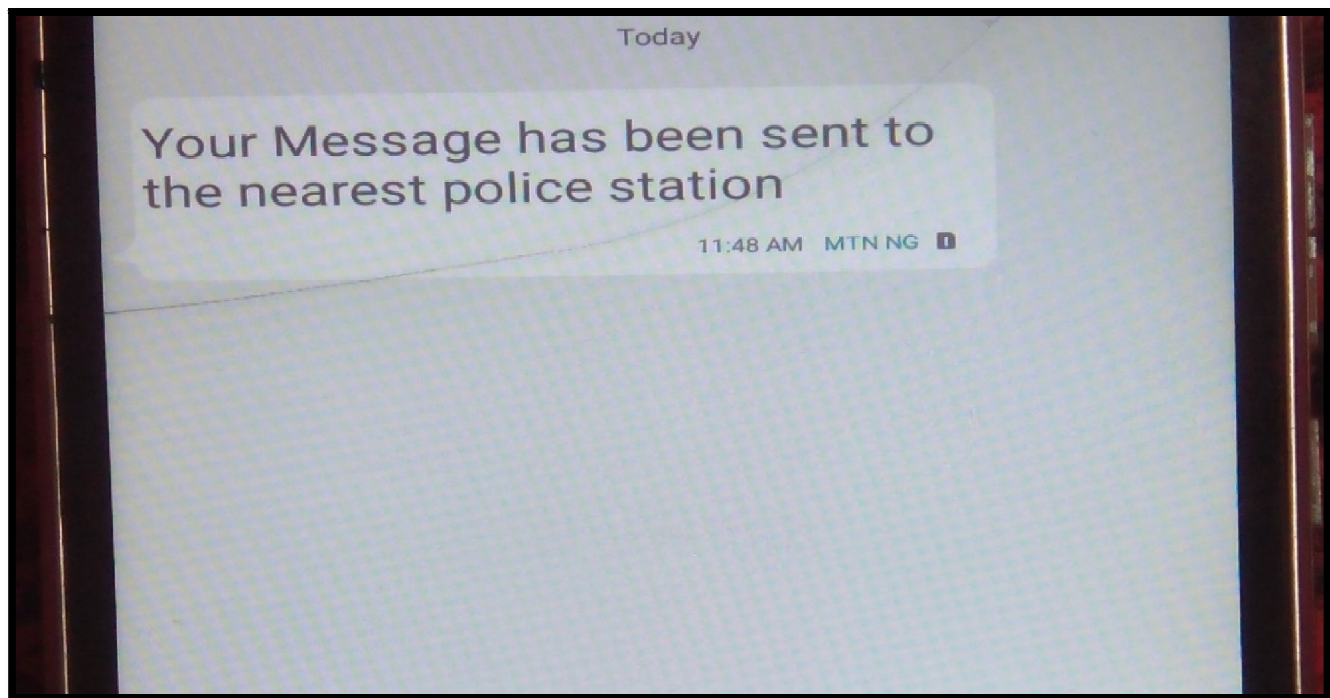 Today
Your Message has been sent to
the nearest police station
11:48 AM MTN NG